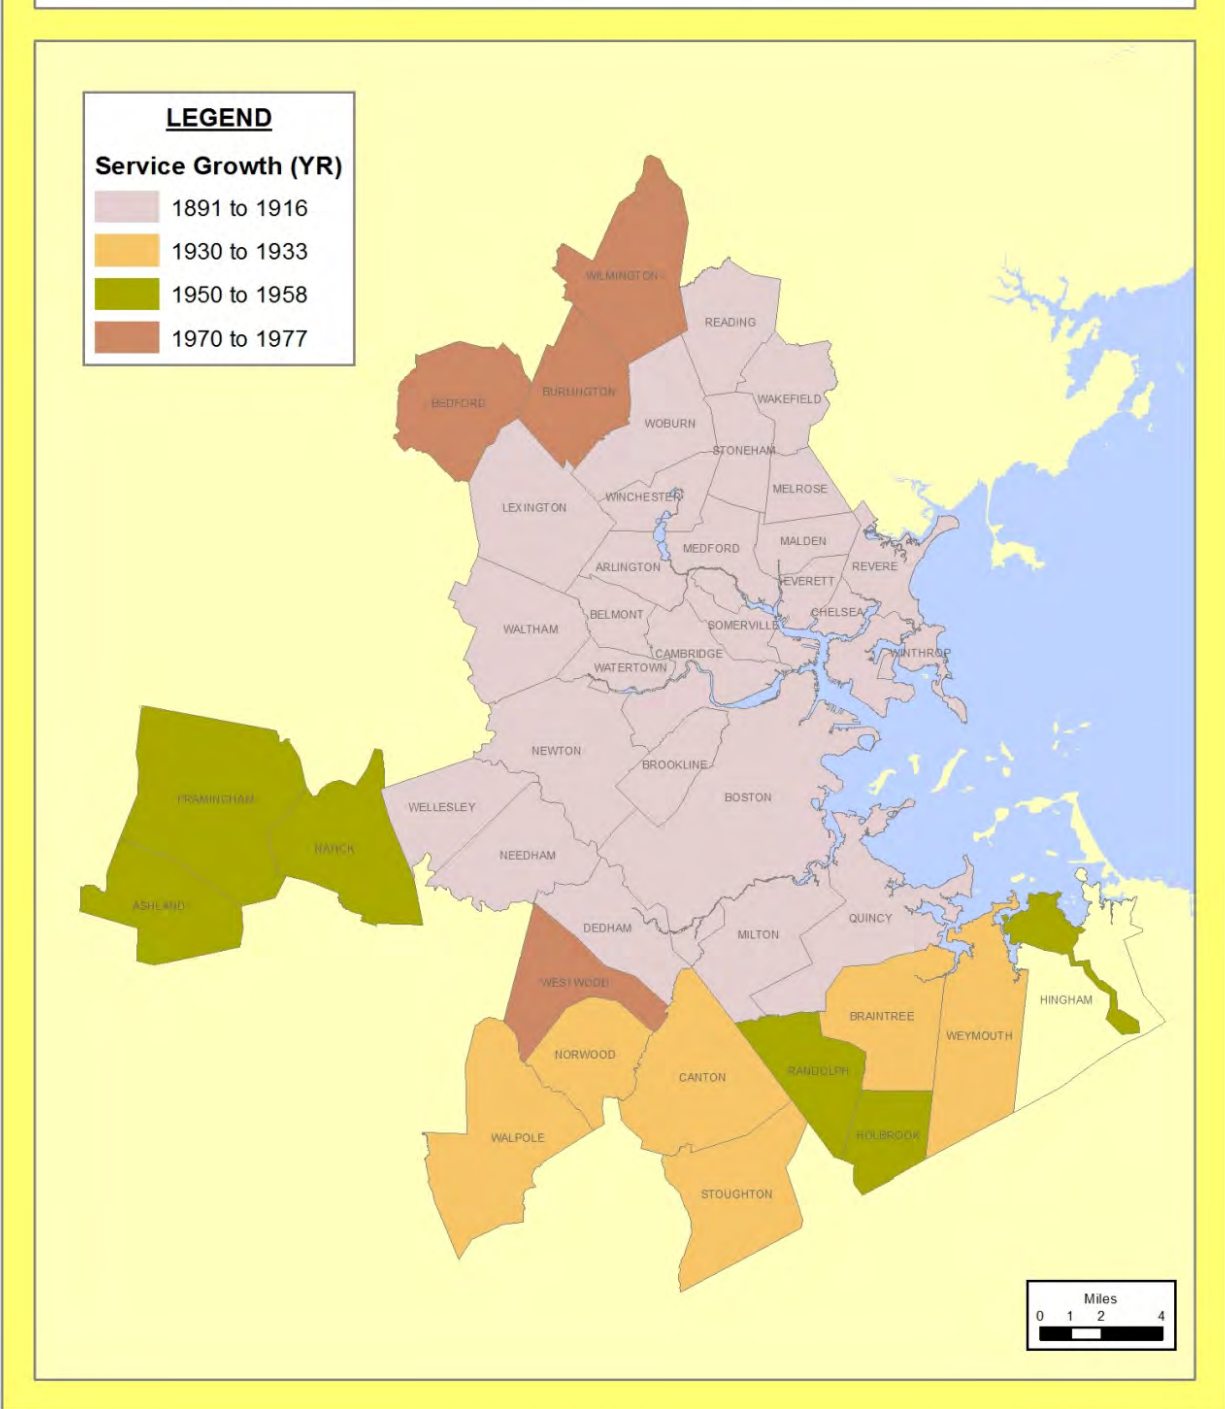 LEGEND
Service Growth (YR)
1891 to 1916
1930 to 1933
1950 to 1958
1970 to 1977
WILMINGTON
READING
BURLINGTON
BEDFORD
WAKEFIELD
WOBURN
STONEHAM
MELROSE
WINCHESTER
LEXINGTON
MALDEN
MEDFORD
REVERE
ARLINGTON
EVERETT
CHELSEA
BELMONT
SOMERVILLE
WALTHAM
WINTHROP
CAMBRIDGE
WATERTOWN
NEWTON
BROOKLINE
BOSTON
FRAMINGHAM
WELLESLEY
NATICK
NEEDHAM
ASHLAND
QUINCY
DEDHAM
MILTON
WESTWOOD
HINGHAM
BRAINTREE
WEYMOUTH
NORWOOD
RANDOLPH
CANTON
HOLBROOK
WALPOLE
STOUGHTON
Miles
0 1 2 4